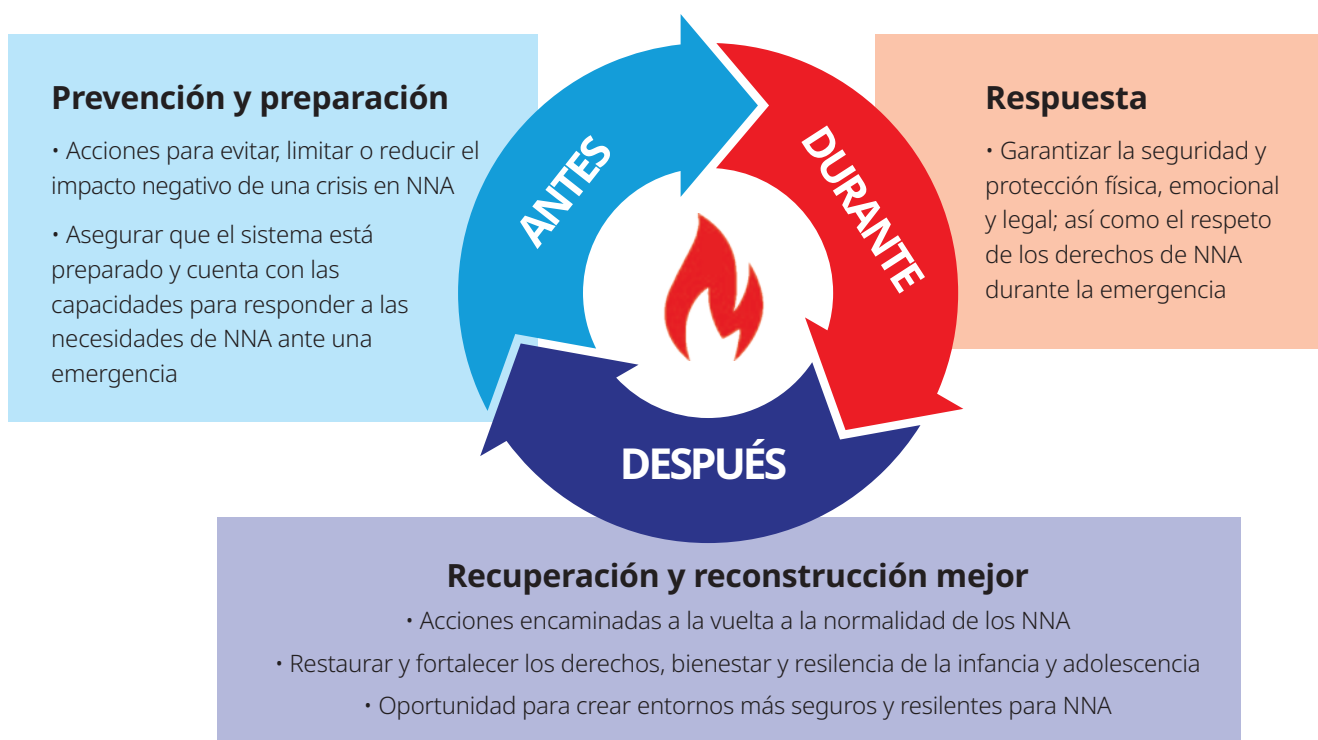 Prevención y preparación
• Acciones para evitar, limitar o reducir el
impacto negativo de una crisis en NNA
• Asegurar que el sistema está
preparado y cuenta con las
capacidades para responder a las
necesidades de NNA ante una
emergencia
ANTES
DURANTE
Respuesta
• Garantizar la seguridad y
protección física, emocional
y legal; así como el respeto
de los derechos de NNA
durante la emergencia
DESPUÉS
Recuperación y reconstrucción mejor
• Acciones encaminadas a la vuelta a la normalidad de los NNA
• Restaurar y fortalecer los derechos, bienestar y resilencia de la infancia y adolescencia
• Oportunidad para crear entornos más seguros y resilentes para NNA